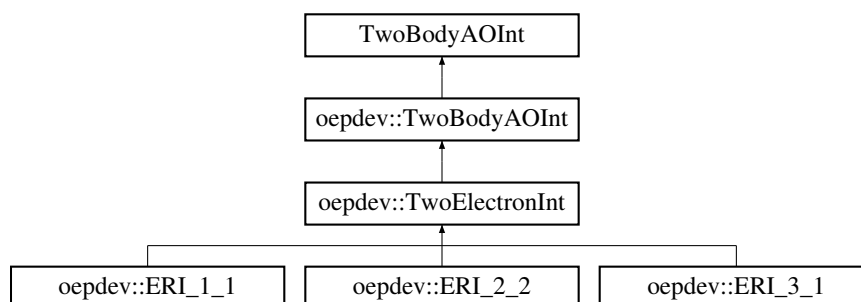 TwoBodyAOInt
oepdev::TwoBodyAOInt
oepdev::TwoElectronInt
oepdev::ERI_1_1
oepdev::ERI_2_2
oepdev::ERI_3_1